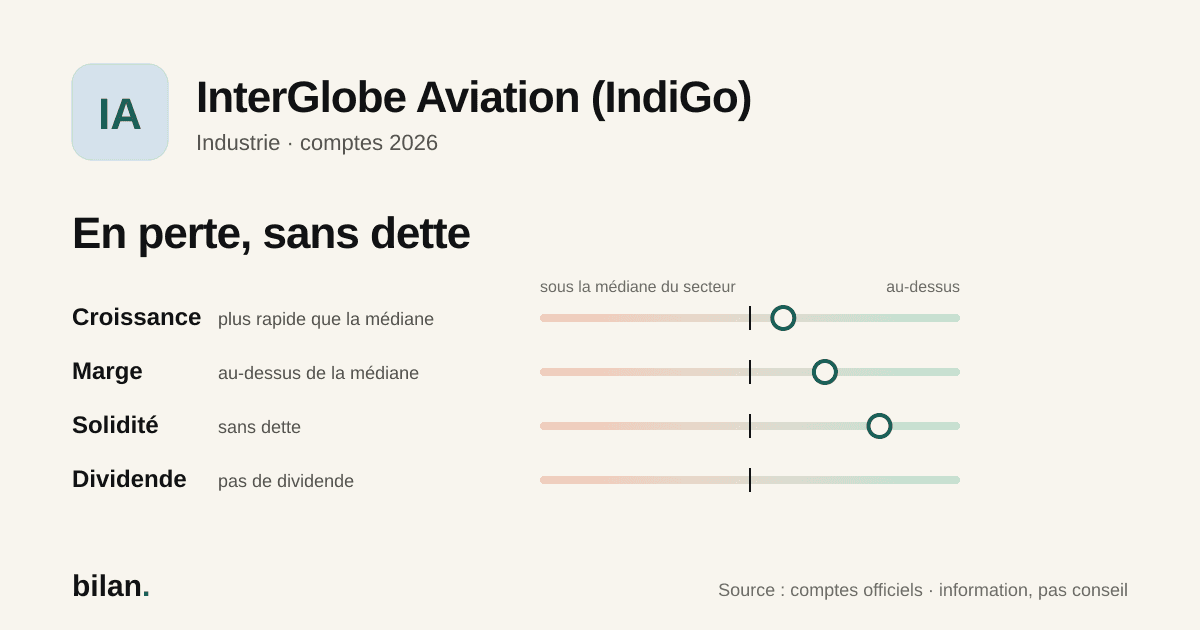 IA
InterGlobe Aviation (IndiGo)
Industrie · comptes 2026
En perte, sans dette
sous la médiane du secteur au-dessus
Croissance plus rapide que la médiane
Marge au-dessus de la médiane
Solidité sans dette
Dividende pas de dividende
bilan.
Source : comptes officiels · information, pas conseil